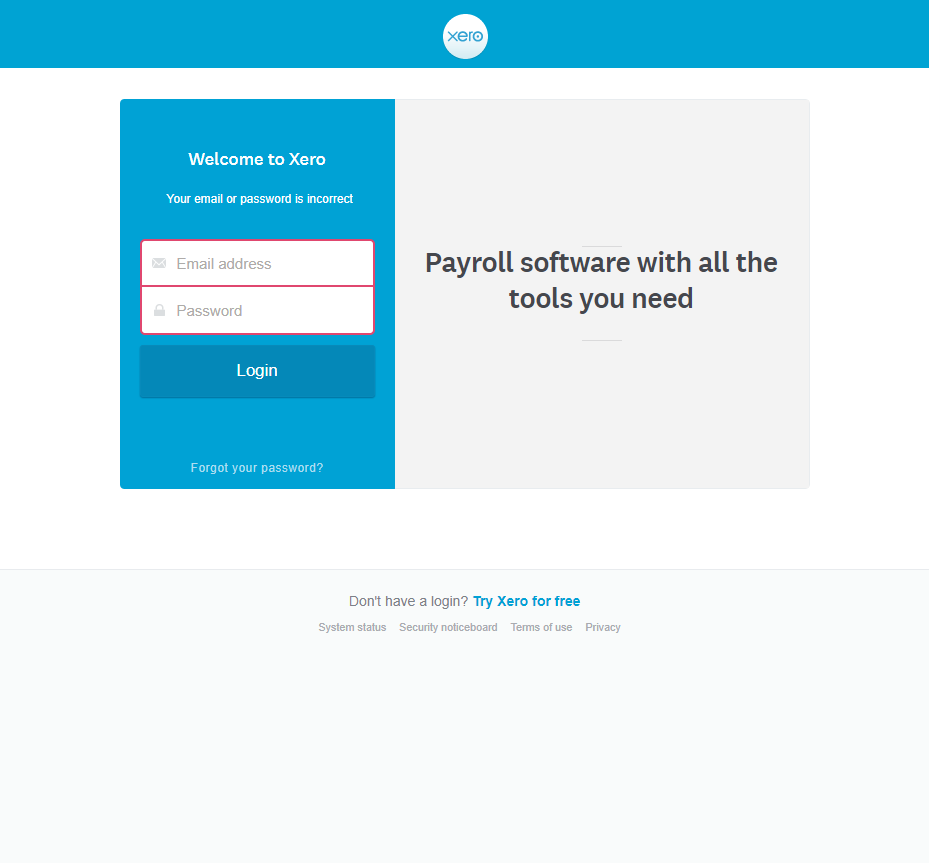 xero
Welcome to Xero
Your email or password is incorrect
Email address
Password
Login
Forgot your password?
Payroll software with all the
tools you need
Don't have a login? Try Xero for free
System status Security noticeboard Terms of use Privacy